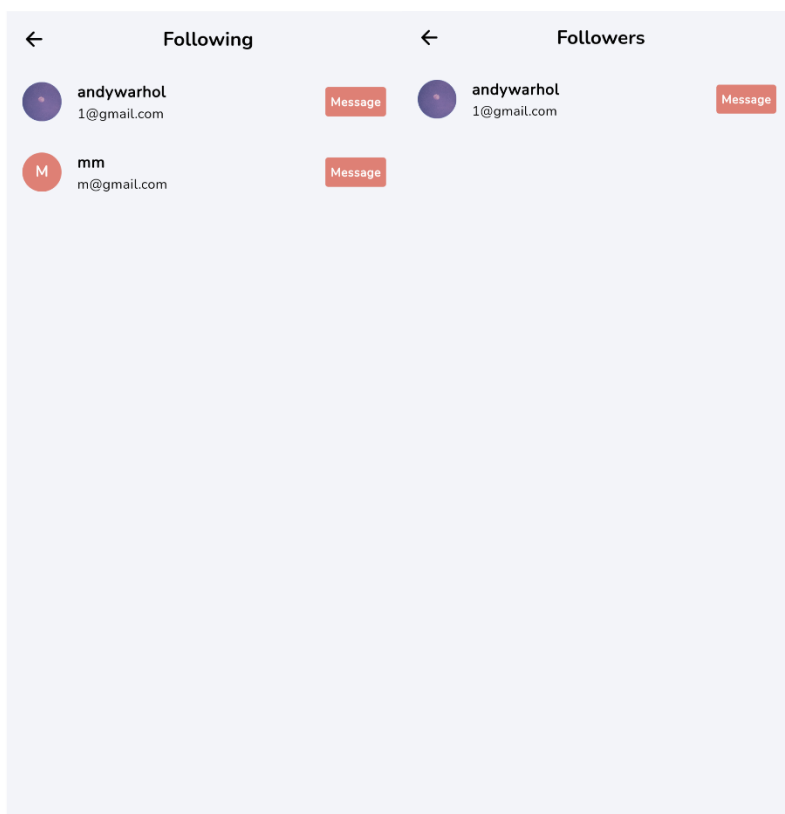 Following
andywarhol
1@gmail.com
Message
M
mm
m@gmail.com
Message
Followers
andywarhol
1@gmail.com
Message